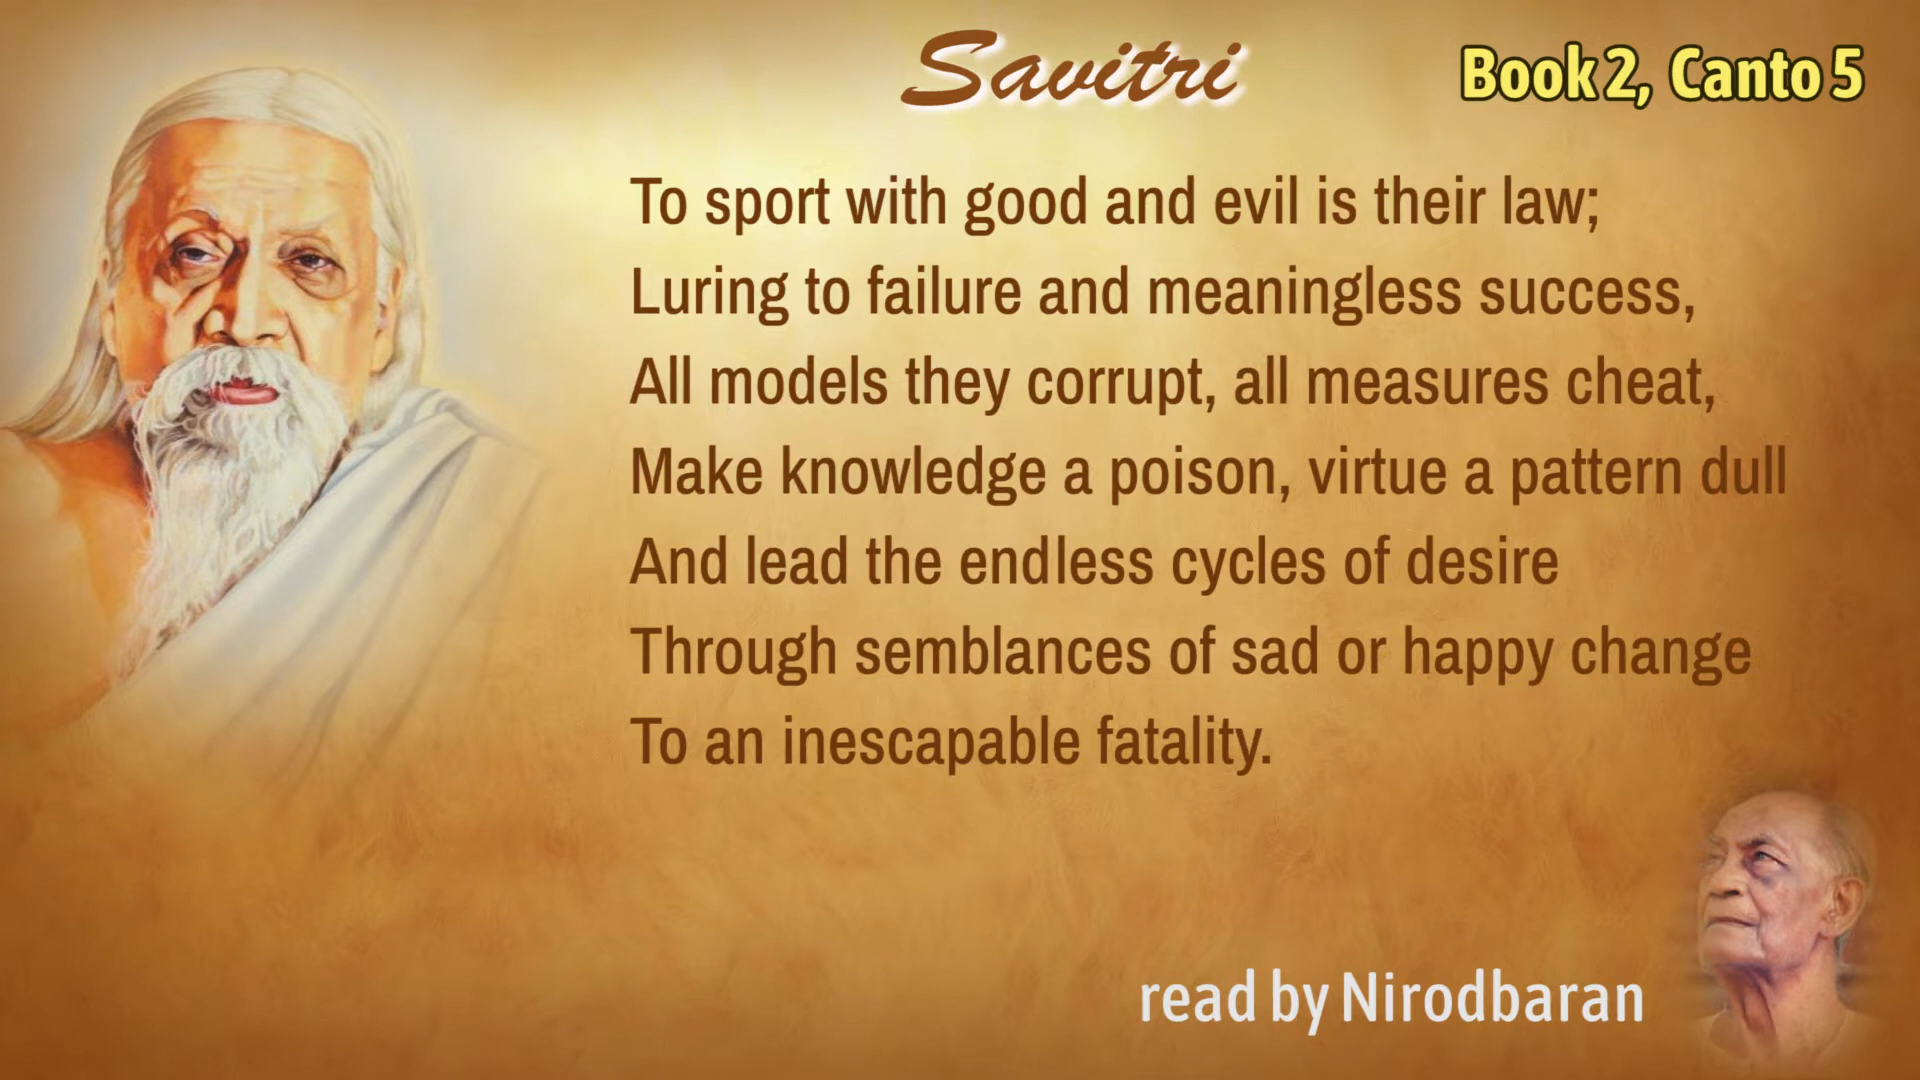 Savitri
Book 2, Canto 5
To sport with good and evil is their law;
Luring to failure and meaningless success,
All models they corrupt, all measures cheat,
Make knowledge a poison, virtue a pattern dull
And lead the endless cycles of desire
Through semblances of sad or happy change
To an inescapable fatality.
read by Nirodbaran